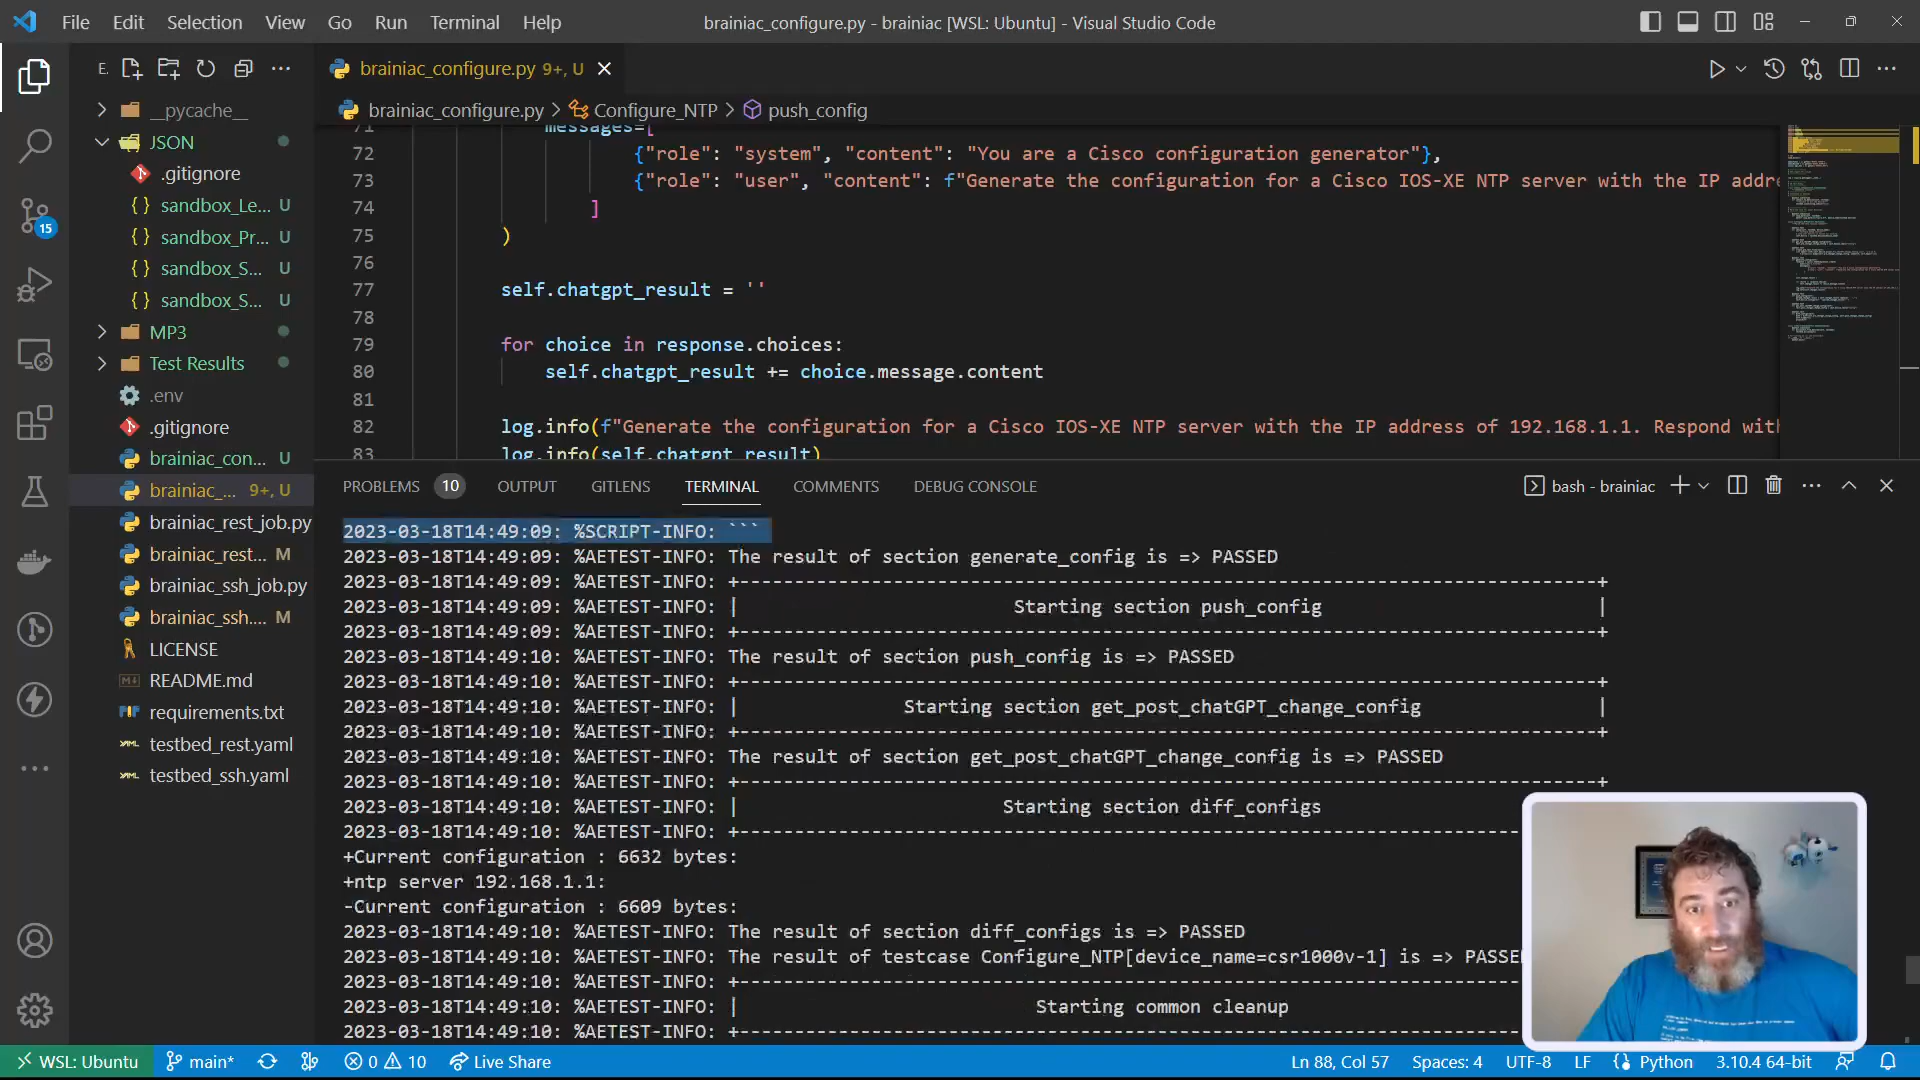 File Edit Selection View Go Run Terminal Help
brainiac_configure.py - brainiac [WSL: Ubuntu] - Visual Studio Code
E.
brainiac_configure.py 9+, U
brainiac_configure.py > Configure_NTP > push_config
__pycache__
JSON
.gitignore
sandbox_Le... U
sandbox_Pr... U
sandbox_S... U
sandbox_S... U
MP3
Test Results
.env
.gitignore
brainiac_con... U
brainiac_... 9+, U
brainiac_rest_job.py
brainiac_rest.... M
brainiac_ssh_job.py
brainiac_ssh.... M
LICENSE
README.md
requirements.txt
testbed_rest.yaml
testbed_ssh.yaml
15
71 messages=[
72 {"role": "system", "content": "You are a Cisco configuration generator"},
73 {"role": "user", "content": f"Generate the configuration for a Cisco IOS-XE NTP server with the IP addre
74 ]
75 )
76
77 self.chatgpt_result = ''
78
79 for choice in response.choices:
80 self.chatgpt_result += choice.message.content
81
82 log.info(f"Generate the configuration for a Cisco IOS-XE NTP server with the IP address of 192.168.1.1. Respond with
83 log.info(self.chatgpt_result)
PROBLEMS 10 OUTPUT GITLENS TERMINAL COMMENTS DEBUG CONSOLE
bash - brainiac
2023-03-18T14:49:09: %SCRIPT-INFO: ```
2023-03-18T14:49:09: %AETEST-INFO: The result of section generate_config is => PASSED
2023-03-18T14:49:09: %AETEST-INFO: +------------------------------------------------------------------------------+
2023-03-18T14:49:09: %AETEST-INFO: | Starting section push_config |
2023-03-18T14:49:09: %AETEST-INFO: +------------------------------------------------------------------------------+
2023-03-18T14:49:10: %AETEST-INFO: The result of section push_config is => PASSED
2023-03-18T14:49:10: %AETEST-INFO: +------------------------------------------------------------------------------+
2023-03-18T14:49:10: %AETEST-INFO: | Starting section get_post_chatGPT_change_config |
2023-03-18T14:49:10: %AETEST-INFO: +------------------------------------------------------------------------------+
2023-03-18T14:49:10: %AETEST-INFO: The result of section get_post_chatGPT_change_config is => PASSED
2023-03-18T14:49:10: %AETEST-INFO: +------------------------------------------------------------------------------+
2023-03-18T14:49:10: %AETEST-INFO: | Starting section diff_configs
2023-03-18T14:49:10: %AETEST-INFO: +-----------------------------------------------------------------------
+Current configuration : 6632 bytes:
+ntp server 192.168.1.1:
-Current configuration : 6609 bytes:
2023-03-18T14:49:10: %AETEST-INFO: The result of section diff_configs is => PASSED
2023-03-18T14:49:10: %AETEST-INFO: The result of testcase Configure_NTP[device_name=csr1000v-1] is => PASSE
2023-03-18T14:49:10: %AETEST-INFO: +-----------------------------------------------------------------------
2023-03-18T14:49:10: %AETEST-INFO: | Starting common cleanup
2023-03-18T14:49:10: %AETEST-INFO: +-----------------------------------------------------------------------
WSL: Ubuntu main* 0 10 Live Share
Ln 88, Col 57 Spaces: 4 UTF-8 LF Python 3.10.4 64-bit